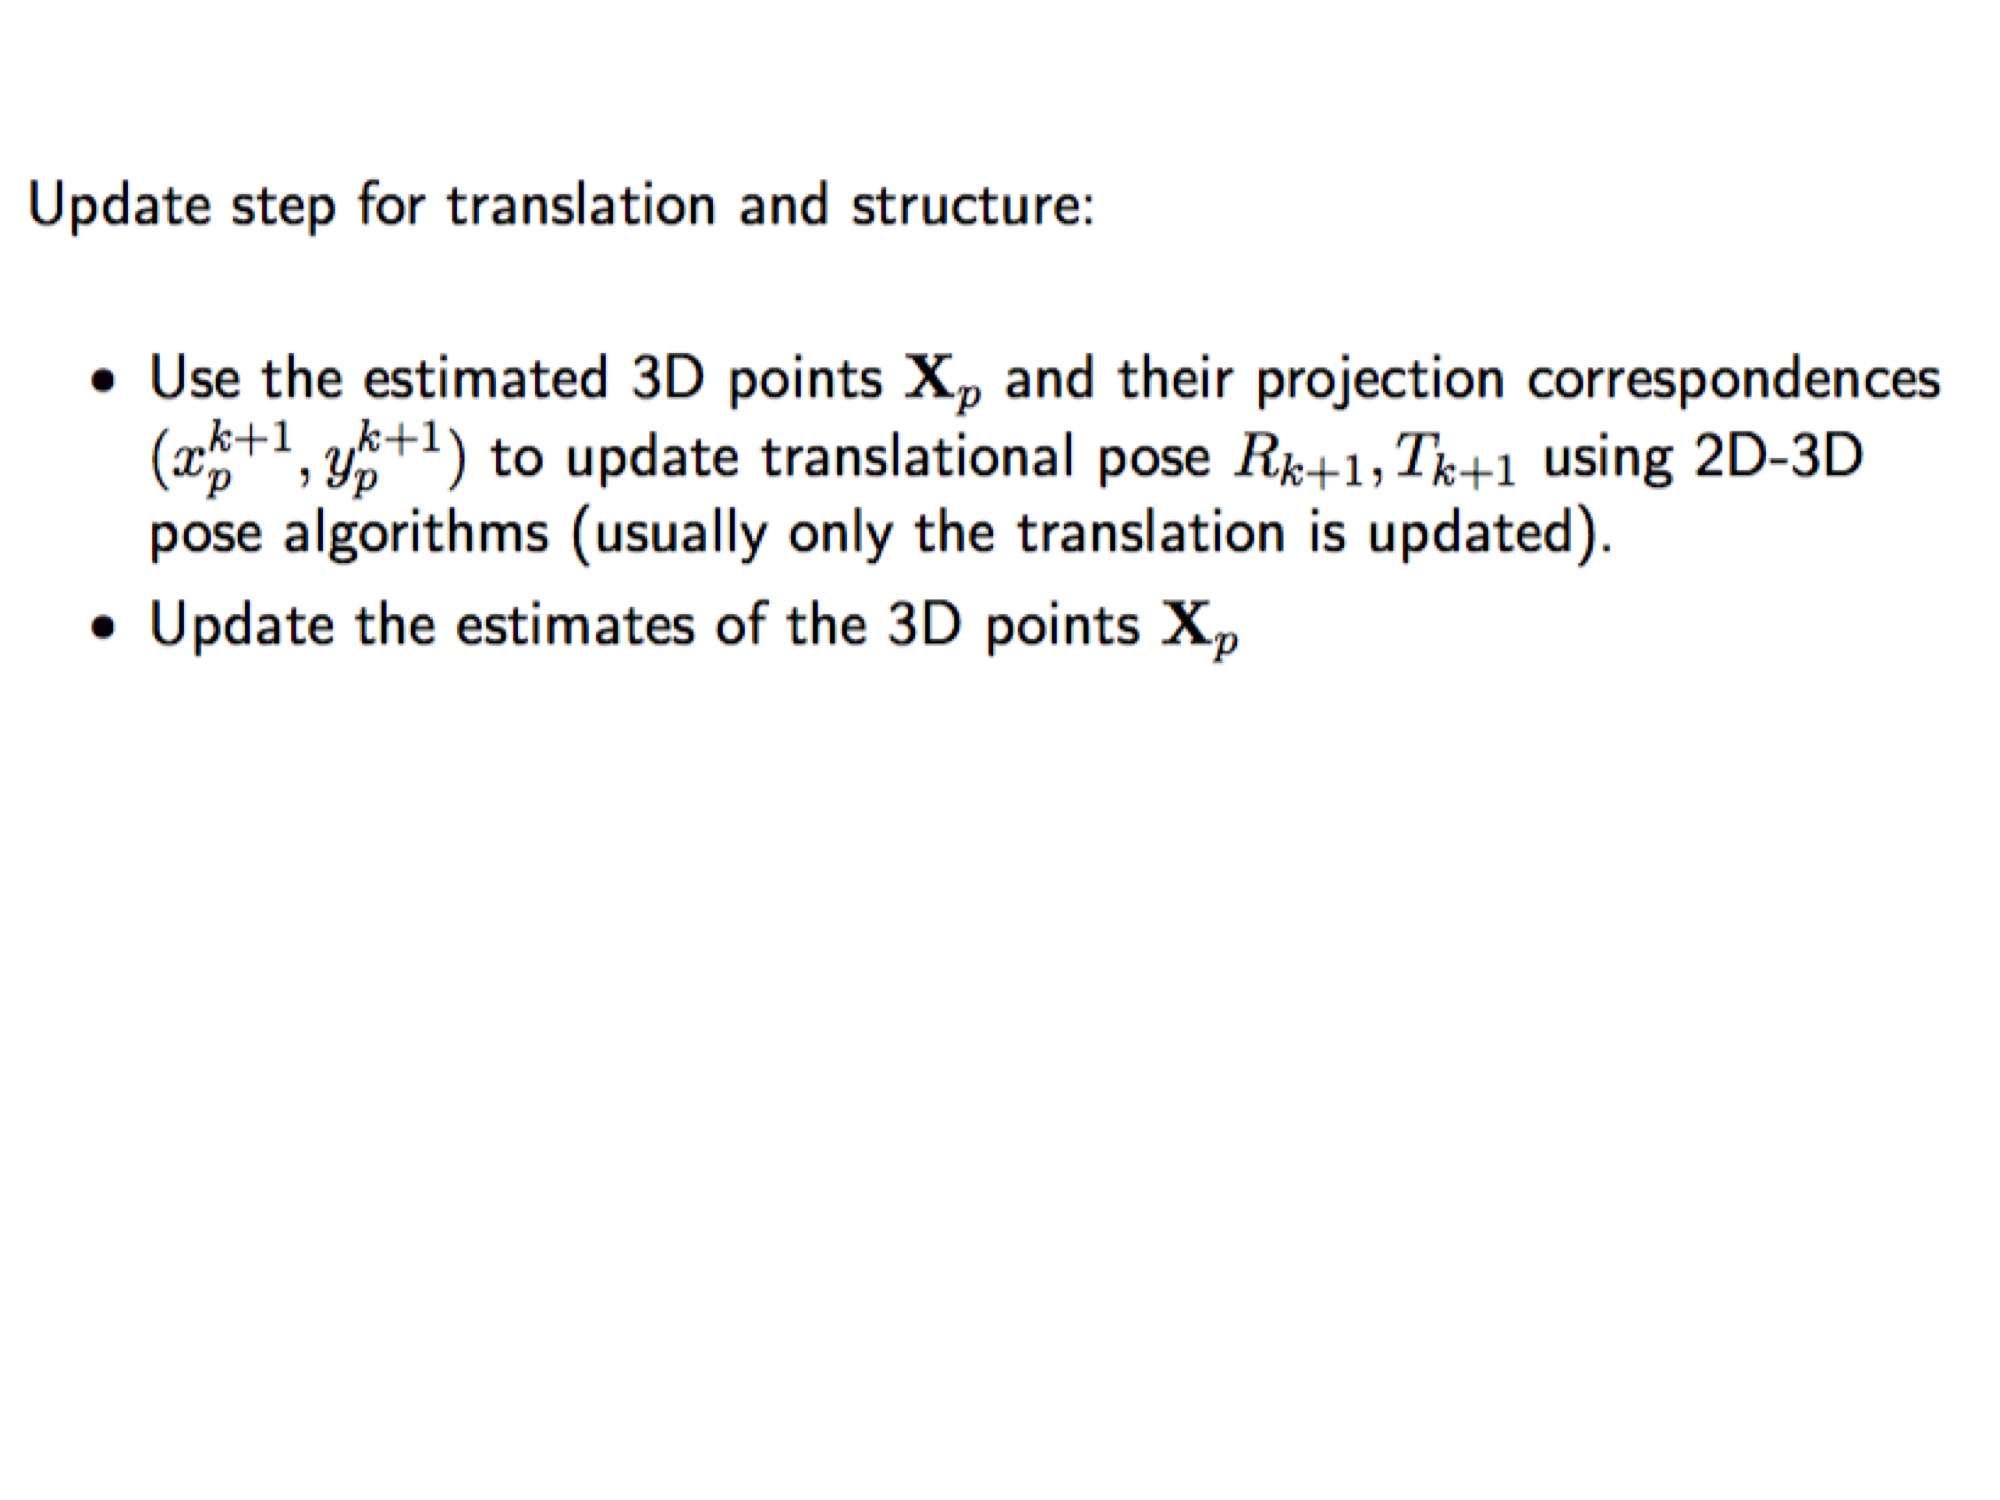 Update step for translation and structure:
• Use the estimated 3D points $\mathbf{X}_p$ and their projection correspondences
$(x_p^{k+1}, y_p^{k+1})$ to update translational pose $R_{k+1}, T_{k+1}$ using 2D-3D
pose algorithms (usually only the translation is updated).
• Update the estimates of the 3D points $\mathbf{X}_p$